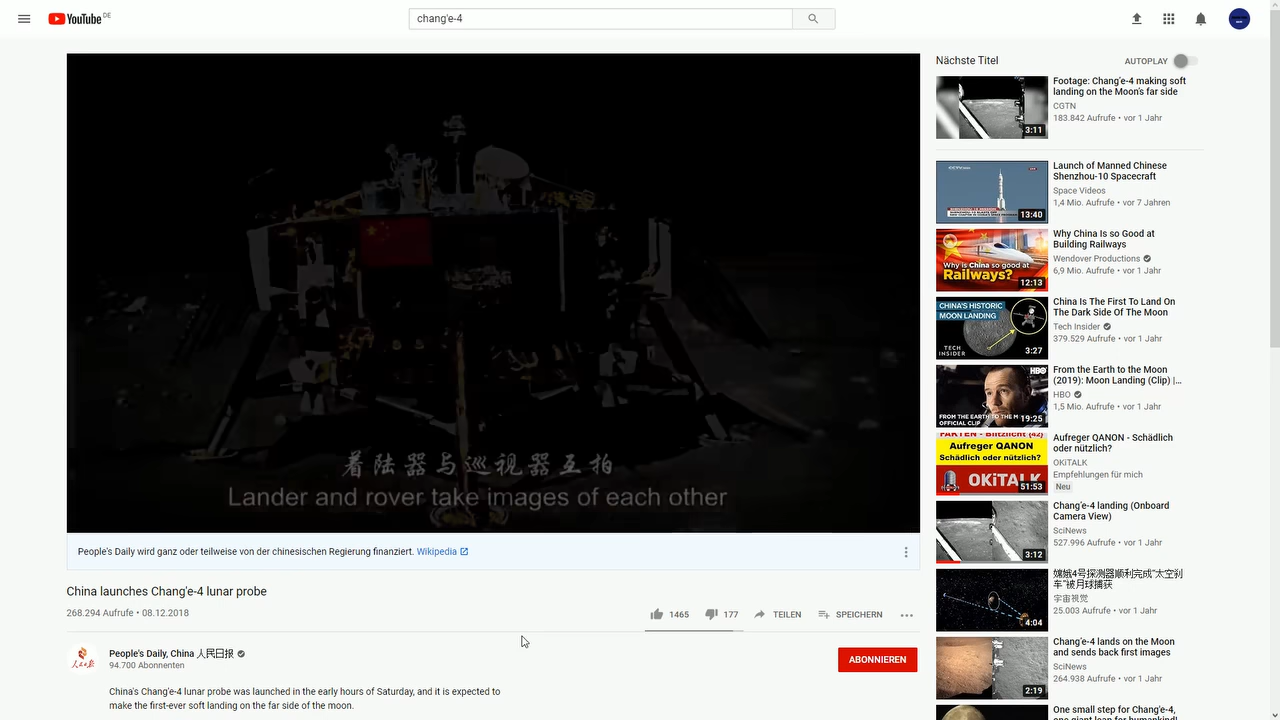 YouTube DE
chang'e-4
着陆器与巡视器互拍
Lander and rover take images of each other
People's Daily wird ganz oder teilweise von der chinesischen Regierung finanziert. Wikipedia
China launches Chang'e-4 lunar probe
268.294 Aufrufe • 08.12.2018
1465
177
TEILEN
SPEICHERN
People's Daily, China 人民日报
94.700 Abonnenten
ABONNIEREN
China's Chang'e-4 lunar probe was launched in the early hours of Saturday, and it is expected to
make the first-ever soft landing on the far side of the moon.
Nächste Titel
AUTOPLAY
3:11
Footage: Chang'e-4 making soft
landing on the Moon's far side
CGTN
183.842 Aufrufe • vor 1 Jahr
13:40
Launch of Manned Chinese
Shenzhou-10 Spacecraft
Space Videos
1,4 Mio. Aufrufe • vor 7 Jahren
Why is China so good at
Railways?
12:13
Why China Is so Good at
Building Railways
Wendover Productions
6,9 Mio. Aufrufe • vor 1 Jahr
CHINA'S HISTORIC
MOON LANDING
TECH
INSIDER
3:27
China Is The First To Land On
The Dark Side Of The Moon
Tech Insider
379.529 Aufrufe • vor 1 Jahr
HBO
FROM THE EARTH TO THE M
OFFICIAL CLIP
19:25
From the Earth to the Moon
(2019): Moon Landing (Clip) |...
HBO
1,5 Mio. Aufrufe • vor 1 Jahr
FAKTEN - Blitzlicht (42)
Aufreger QANON
Schädlich oder nützlich?
OKiTALK
51:53
Aufreger QANON - Schädlich
oder nützlich?
OKiTALK
Empfehlungen für mich
Neu
3:12
Chang'e-4 landing (Onboard
Camera View)
SciNews
527.996 Aufrufe • vor 1 Jahr
4:04
嫦娥4号探测器顺利完成"太空刹
车"被月球捕获
宇宙视觉
25.003 Aufrufe • vor 1 Jahr
2:19
Chang'e-4 lands on the Moon
and sends back first images
SciNews
264.938 Aufrufe • vor 1 Jahr
One small step for Chang'e-4,
one giant leap for humankind!